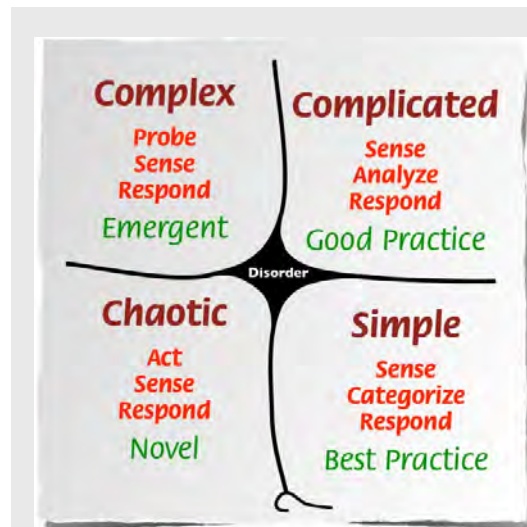 Complex
Probe
Sense
Respond
Emergent
Complicated
Sense
Analyze
Respond
Good Practice
Disorder
Chaotic
Act
Sense
Respond
Novel
Simple
Sense
Categorize
Respond
Best Practice